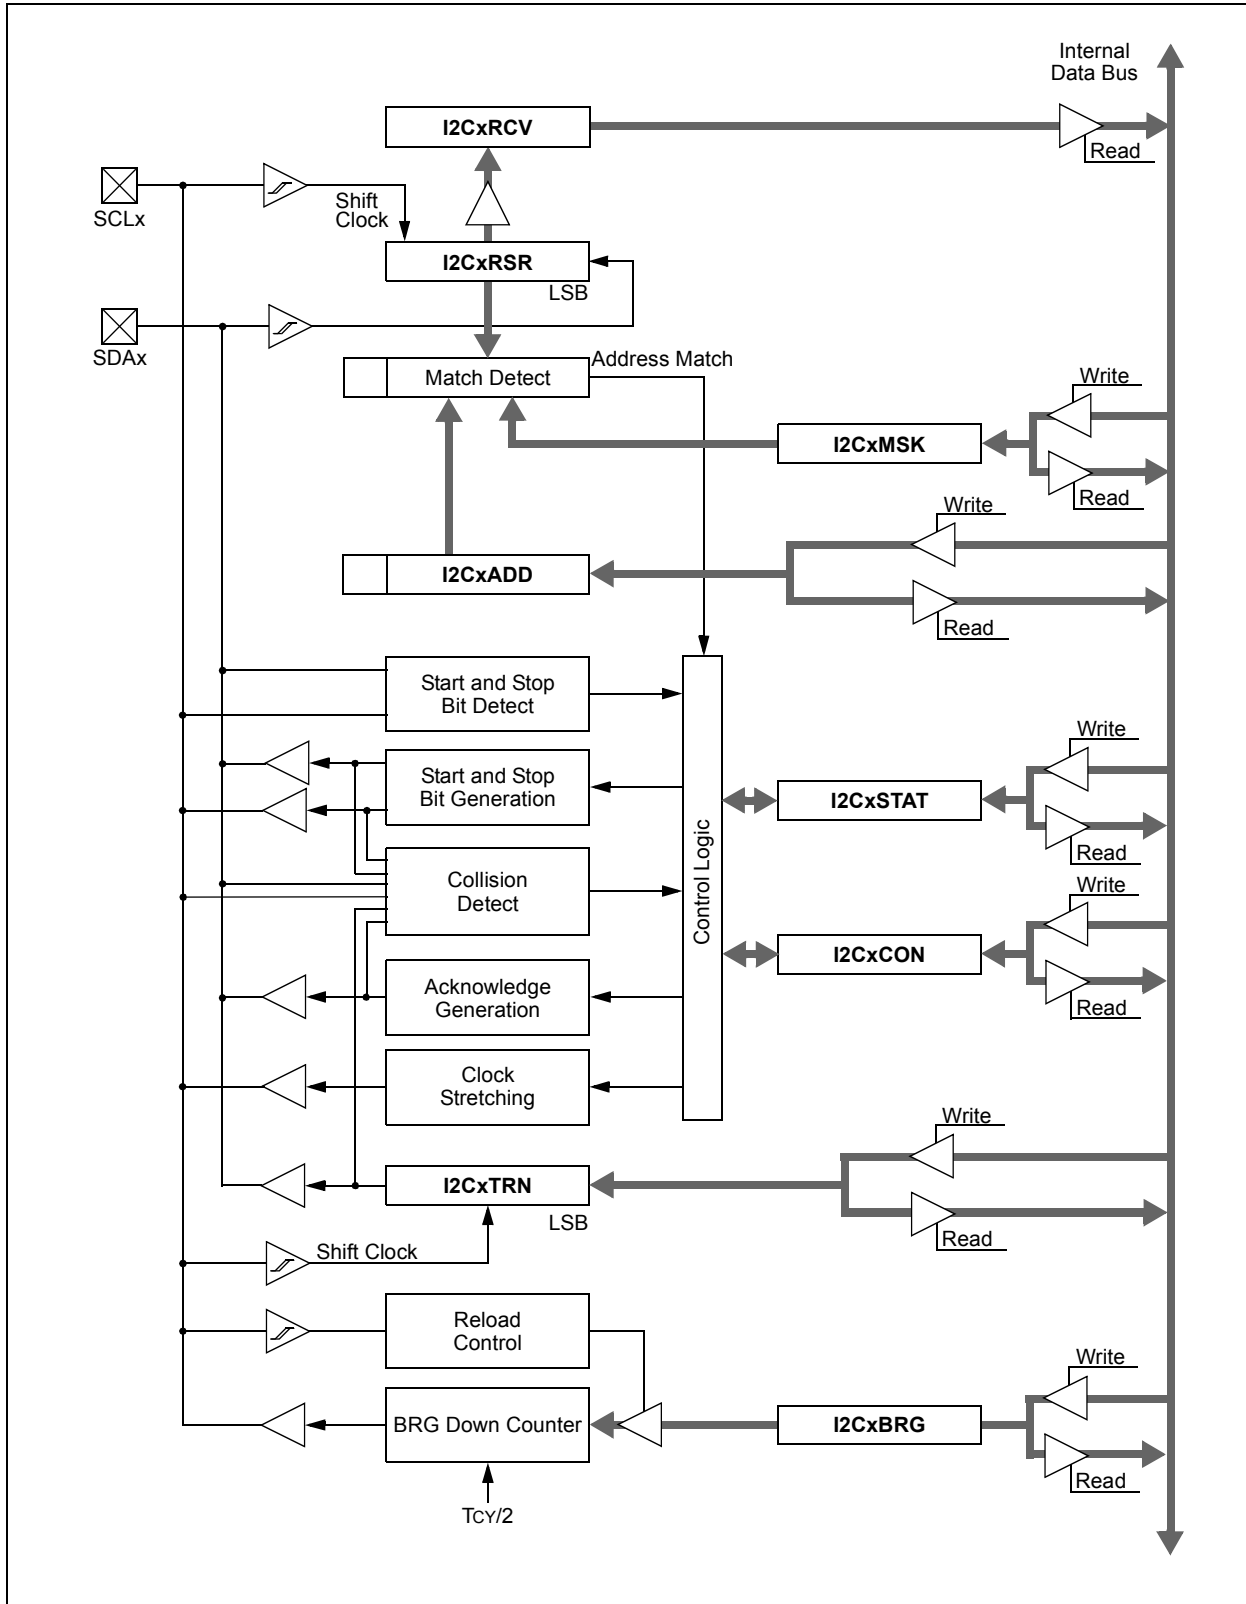 Internal
Data Bus
I2CxRCV
Read
SCLx
Shift
Clock
I2CxRSR
LSB
SDAx
Address Match
Match Detect
Write
I2CxMSK
Read
Write
I2CxADD
Read
Start and Stop
Bit Detect
Write
Start and Stop
Bit Generation
I2CxSTAT
Read
Control Logic
Collision
Detect
Write
I2CxCON
Read
Acknowledge
Generation
Clock
Stretching
Write
I2CxTRN
LSB
Read
Shift Clock
Reload
Control
Write
BRG Down Counter
I2CxBRG
Read
TCY/2